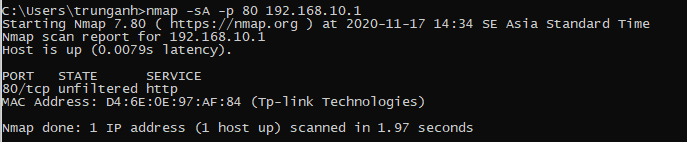 C:\Users\trunganh>nmap -sA -p 80 192.168.10.1
Starting Nmap 7.80 ( https://nmap.org ) at 2020-11-17 14:34 SE Asia Standard Time
Nmap scan report for 192.168.10.1
Host is up (0.0079s latency).
PORT   STATE      SERVICE
80/tcp unfiltered http
MAC Address: D4:6E:0E:97:AF:84 (Tp-link Technologies)
Nmap done: 1 IP address (1 host up) scanned in 1.97 seconds